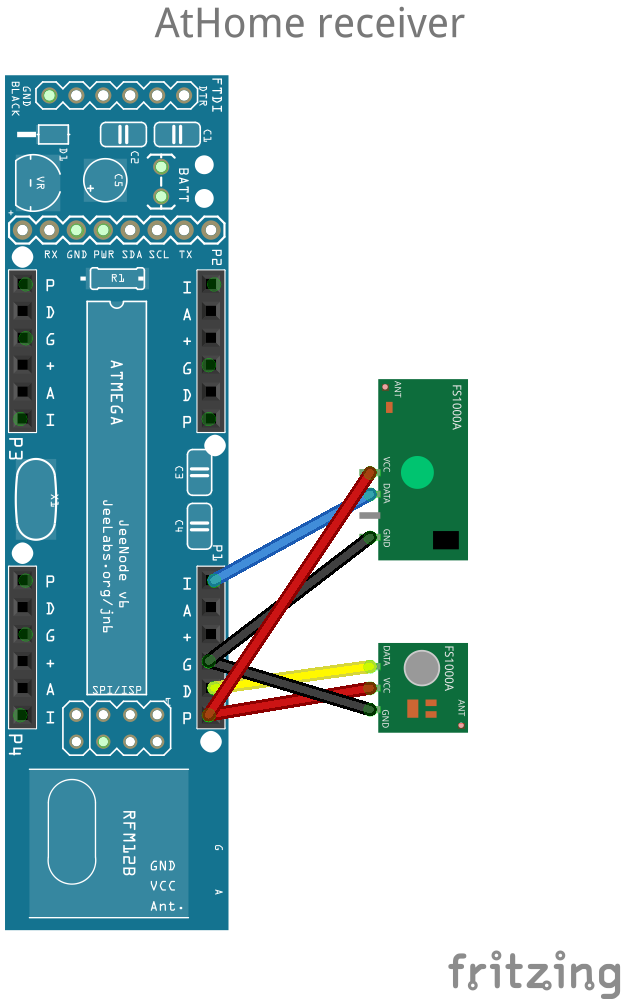 AtHome receiver
BLACK
GND
FTDI
DTR
D1
C2
C1
VR
C5
BATT
RX GND PWR SDA SCL TX
P2
R1
P
D
G
+
A
I
P3
I
A
+
G
D
P
ATMEGA
X1
C3
C4
JeeNode v6
JeeLabs.org/jn6
P1
P
D
G
+
A
I
P4
I
A
+
G
D
P
SPI/ISP
1
RFM12B
GND
VCC
Ant.
G
A
ANT
FS1000A
VCC
DATA
GND
DATA
VCC
GND
FS1000A
ANT
fritzing